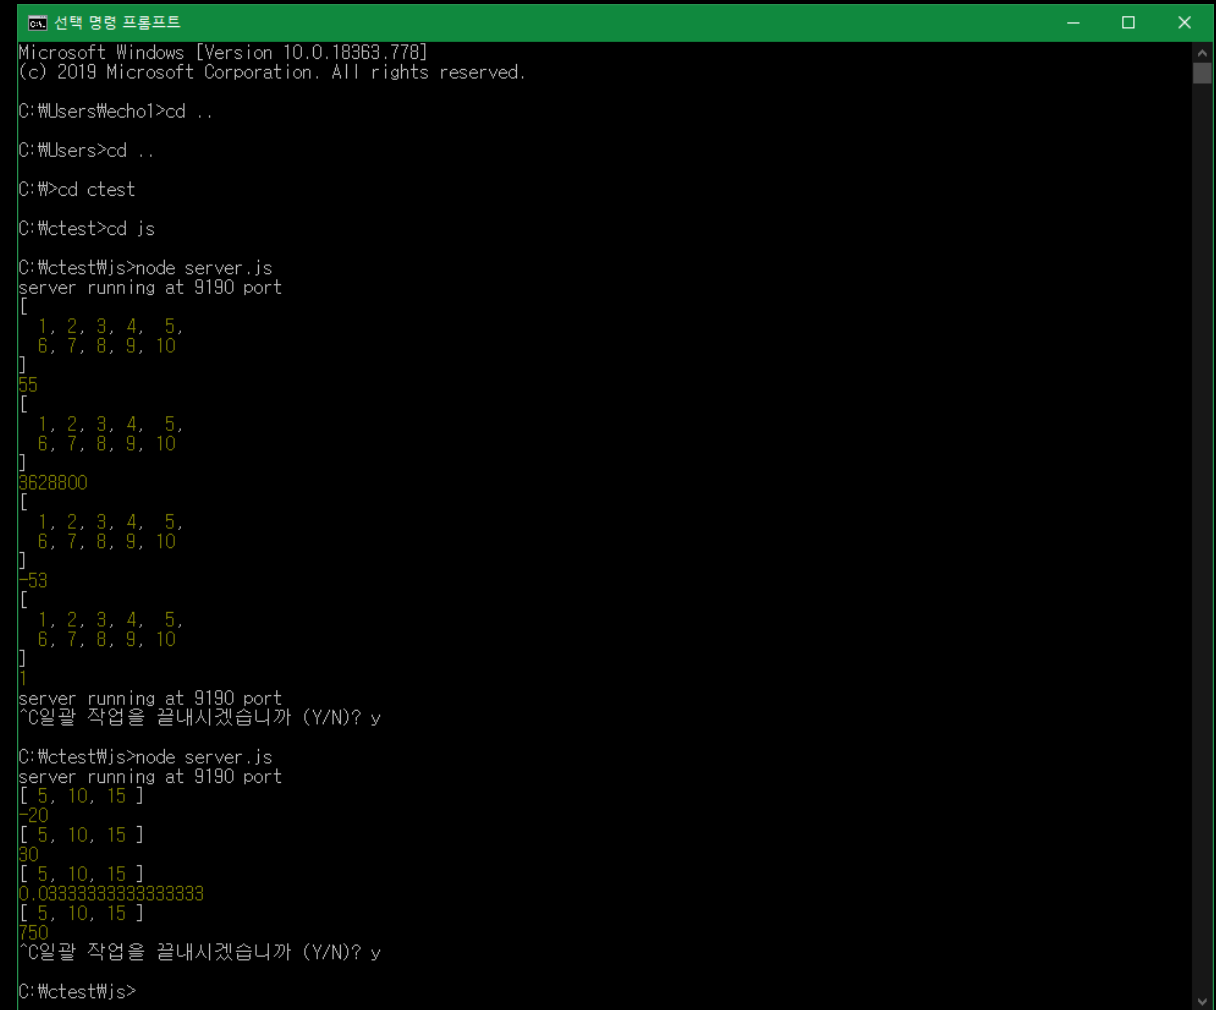 선택 명령 프롬프트
Microsoft Windows [Version 10.0.18363.778]
(c) 2019 Microsoft Corporation. All rights reserved.
C:₩Users₩echo1>cd ..
C:₩Users>cd ..
C:₩>cd ctest
C:₩ctest>cd js
C:₩ctest₩js>node server.js
server running at 9190 port
[
1, 2, 3, 4, 5,
6, 7, 8, 9, 10
]
55
[
1, 2, 3, 4, 5,
6, 7, 8, 9, 10
]
3628800
[
1, 2, 3, 4, 5,
6, 7, 8, 9, 10
]
-53
[
1, 2, 3, 4, 5,
6, 7, 8, 9, 10
]
1
server running at 9190 port
^C일괄 작업을 끝내시겠습니까 (Y/N)? y
C:₩ctest₩js>node server.js
server running at 9190 port
[ 5, 10, 15 ]
-20
[ 5, 10, 15 ]
30
[ 5, 10, 15 ]
0.03333333333333333
[ 5, 10, 15 ]
750
^C일괄 작업을 끝내시겠습니까 (Y/N)? y
C:₩ctest₩js>